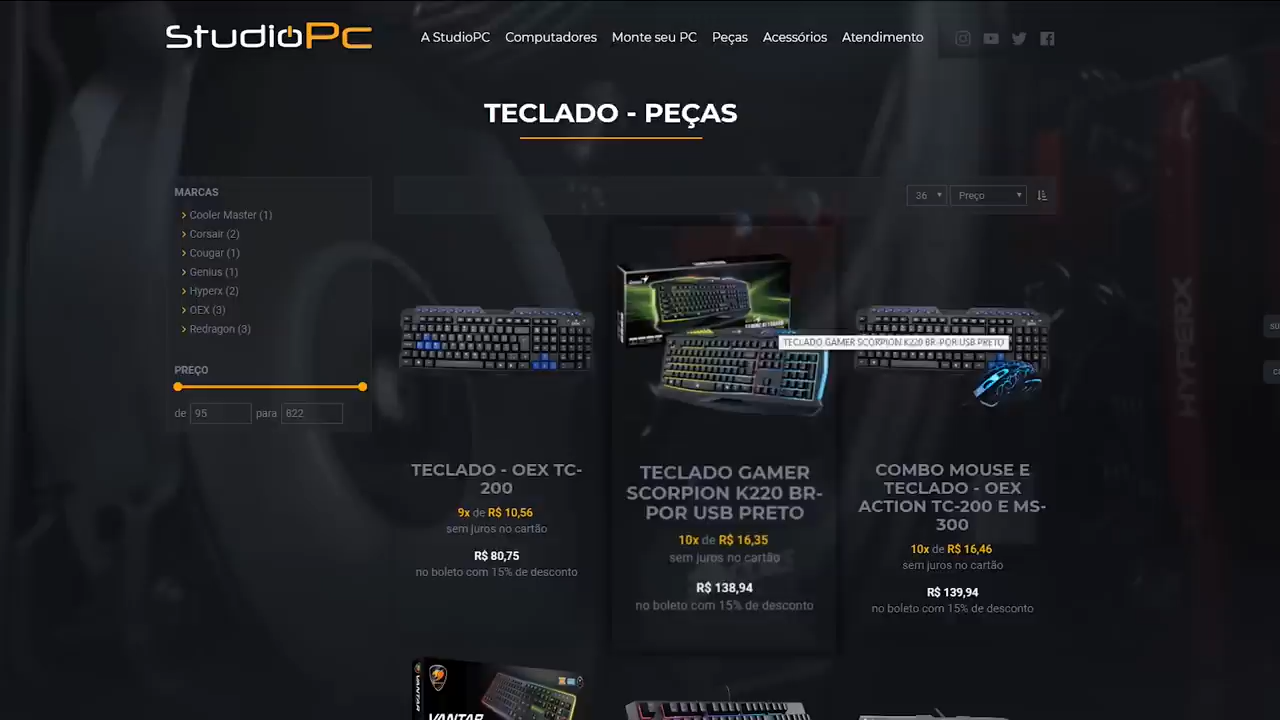 StudioPc
A StudioPC Computadores Monte seu PC Peças Acessórios Atendimento
TECLADO - PEÇAS
MARCAS
Cooler Master (1)
Corsair (2)
Cougar (1)
Genius (1)
Hyperx (2)
OEX (3)
Redragon (3)
PREÇO
de 95 para 822
36 Preço
TECLADO GAMER SCORPION K220 BR- POR USB PRETO
HYPERX
TECLADO - OEX TC-
200
9x de R$ 10,56
sem juros no cartão
R$ 80,75
no boleto com 15% de desconto
TECLADO GAMER
SCORPION K220 BR-
POR USB PRETO
10x de R$ 16,35
sem juros no cartão
R$ 138,94
no boleto com 15% de desconto
COMBO MOUSE E
TECLADO - OEX
ACTION TC-200 E MS-
300
10x de R$ 16,46
sem juros no cartão
R$ 139,94
no boleto com 15% de desconto
VANTAR